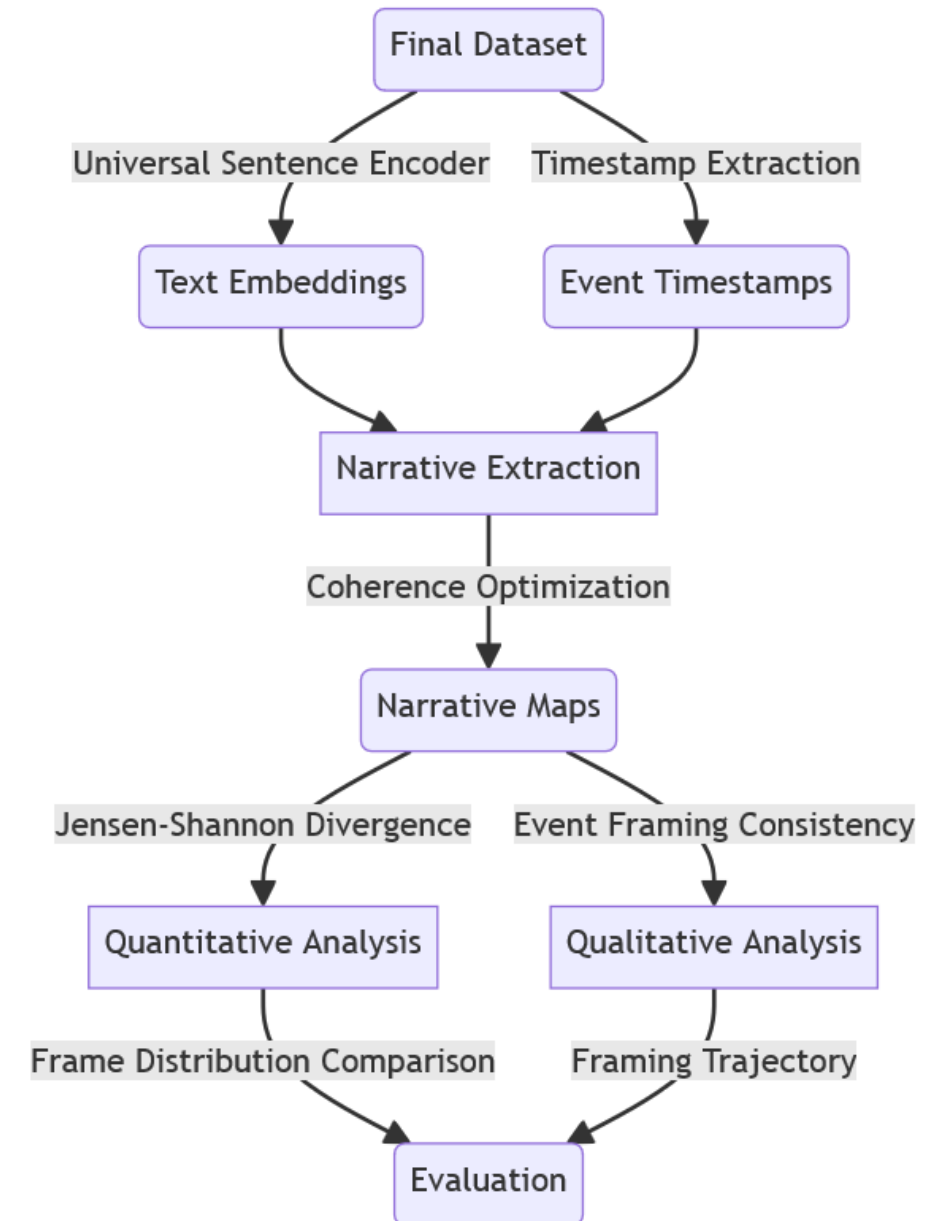 Final Dataset
Universal Sentence Encoder
Timestamp Extraction
Text Embeddings
Event Timestamps
Narrative Extraction
Coherence Optimization
Narrative Maps
Jensen-Shannon Divergence
Event Framing Consistency
Quantitative Analysis
Qualitative Analysis
Frame Distribution Comparison
Framing Trajectory
Evaluation